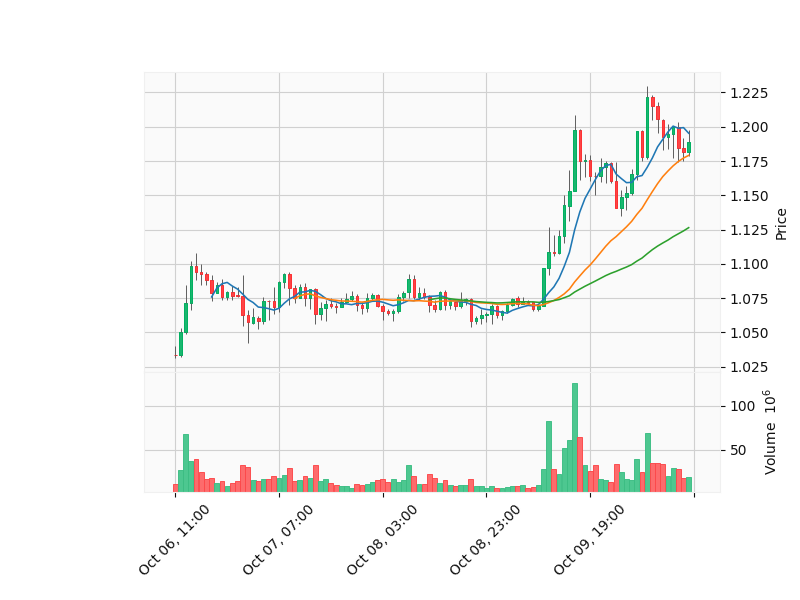 1.225
1.200
1.175
1.150
1.125
1.100
1.075
1.050
1.025
Price
100
50
Volume 10^6
Oct 06, 11:00
Oct 07, 07:00
Oct 08, 03:00
Oct 08, 23:00
Oct 09, 19:00